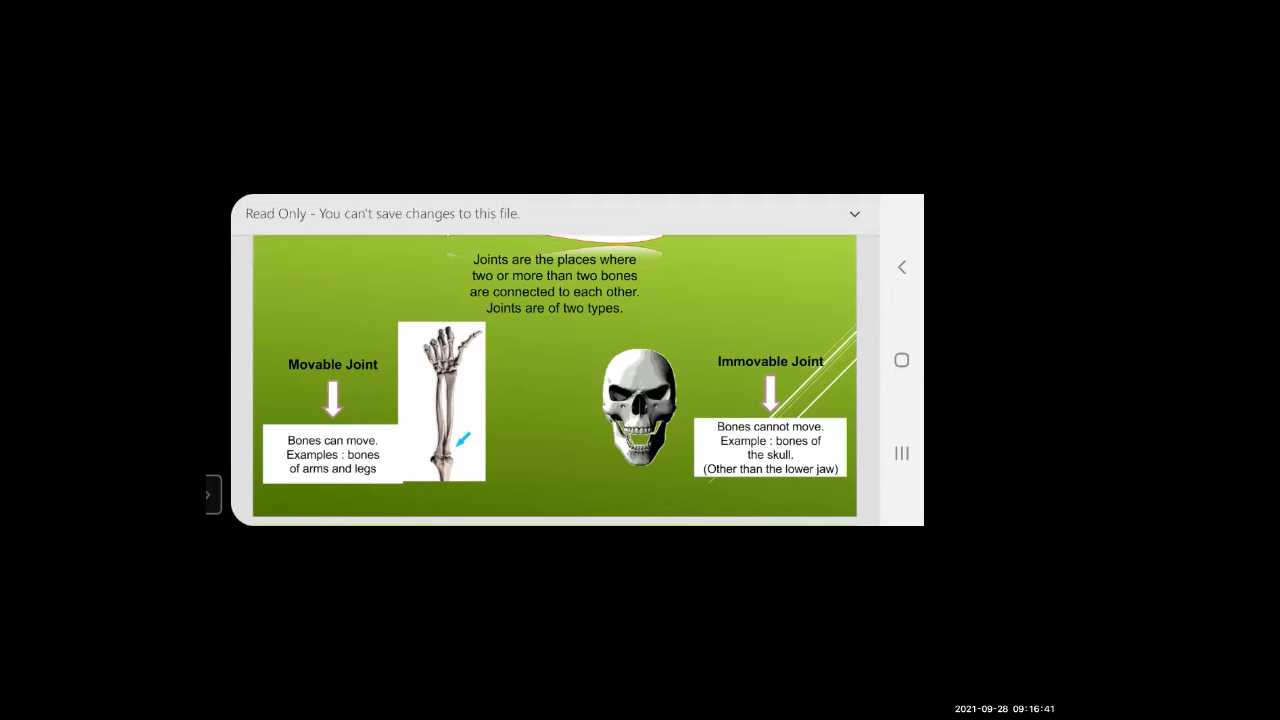 Read Only - You can't save changes to this file.
Joints are the places where
two or more than two bones
are connected to each other.
Joints are of two types.
Movable Joint
Bones can move.
Examples : bones
of arms and legs
Immovable Joint
Bones cannot move.
Example : bones of
the skull.
(Other than the lower jaw)
2021-09-28 09:16:41